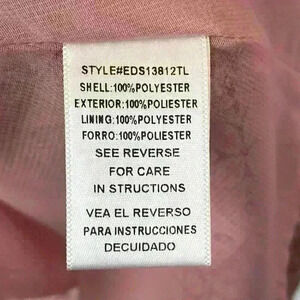 STYLE#EDS13812TL
SHELL:100%POLYESTER
EXTERIOR:100%POLIESTER
LINING:100%POLYESTER
FORRO:100%POLIESTER
SEE REVERSE
FOR CARE
IN STRUCTIONS
VEA EL REVERSO
PARA INSTRUCCIONES
DECUIDADO